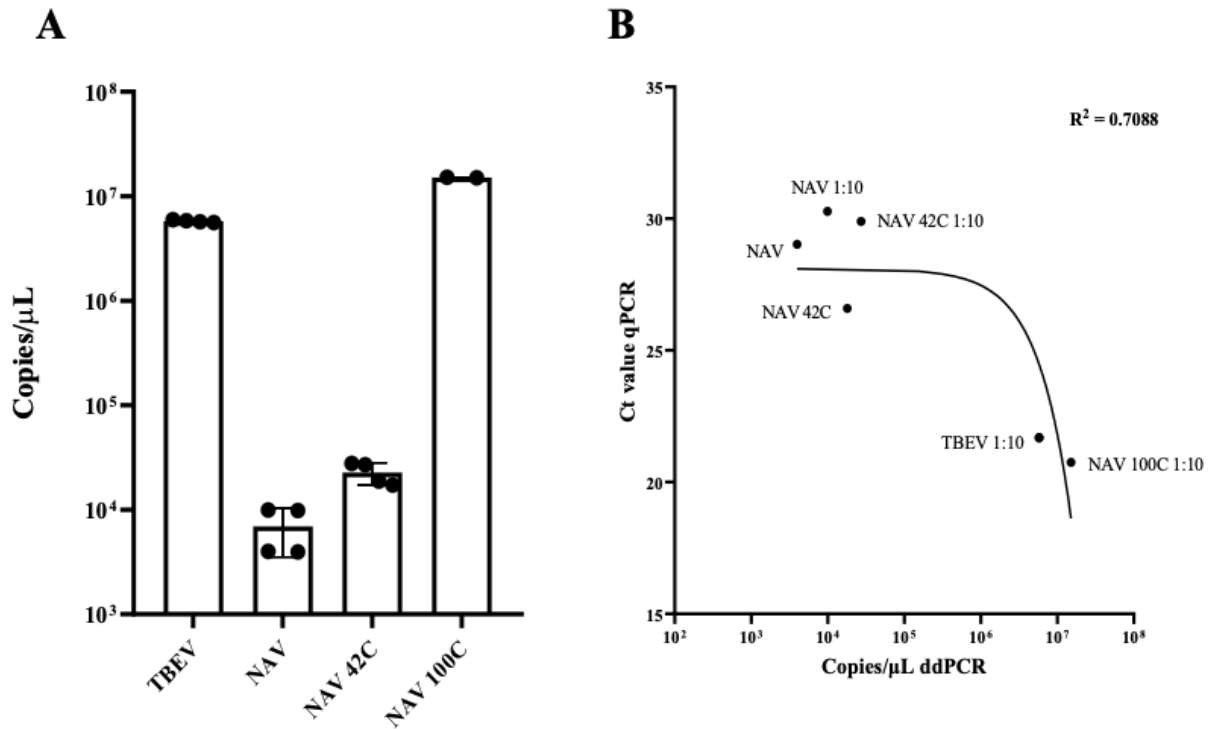 A
Copies/µL
10⁸
10⁷
10⁶
10⁵
10⁴
10³
TBEV
NAV
NAV 42C
NAV 100C
B
Ct value qPCR
35
30
25
20
15
R² = 0.7088
NAV 1:10
NAV 42C 1:10
NAV
NAV 42C
TBEV 1:10
NAV 100C 1:10
10²
10³
10⁴
10⁵
10⁶
10⁷
10⁸
Copies/µL ddPCR